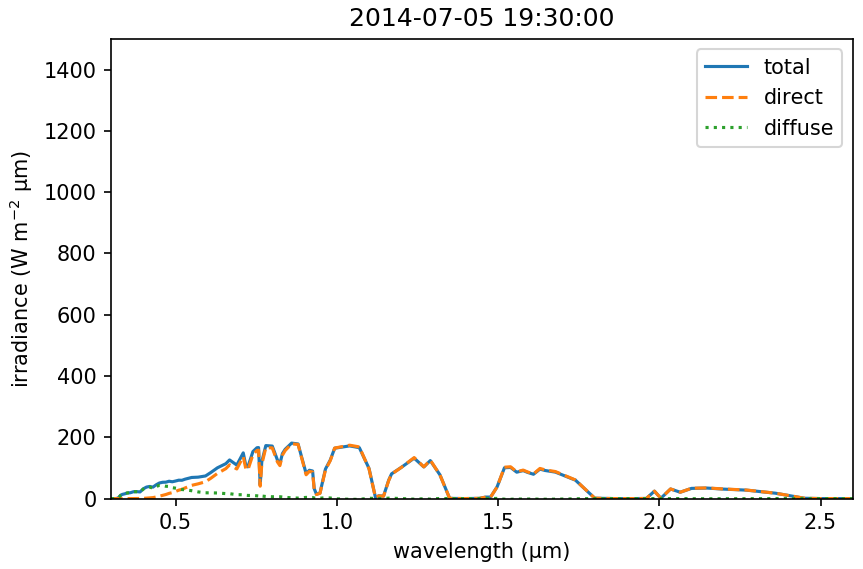 2014-07-05 19:30:00
irradiance (W m⁻² μm)
1400
1200
1000
800
600
400
200
0
total
direct
diffuse
0.5
1.0
1.5
2.0
2.5
wavelength (μm)